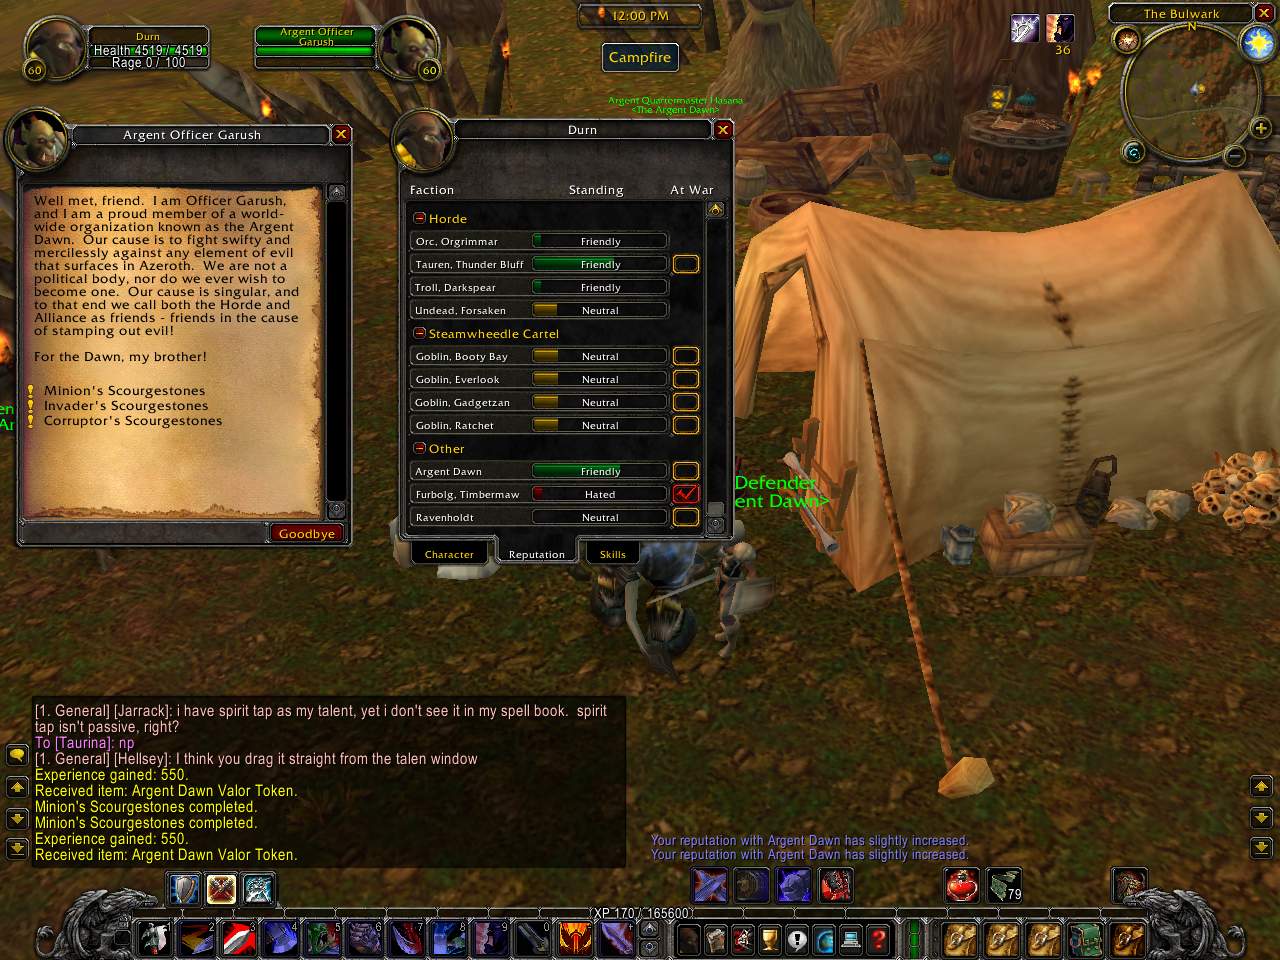 Durn
Health 4519 / 4519
Rage 0 / 100
60
Argent Officer
Garush
60
12:00 PM
Campfire
36
The Bulwark
N
Argent Quartermaster Hasana
<The Argent Dawn>
Argent Officer Garush
Well met, friend. I am Officer Garush,
and I am a proud member of a world-
wide organization known as the Argent
Dawn. Our cause is to fight swifty and
mercilessly against any element of evil
that surfaces in Azeroth. We are not a
political body, nor do we ever wish to
become one. Our cause is singular, and
to that end we call both the Horde and
Alliance as friends - friends in the cause
of stamping out evil!
For the Dawn, my brother!
Minion's Scourgestones
Invader's Scourgestones
Corruptor's Scourgestones
Goodbye
en
Ar
Durn
Faction Standing At War
Horde
Orc, Orgrimmar Friendly
Tauren, Thunder Bluff Friendly
Troll, Darkspear Friendly
Undead, Forsaken Neutral
Steamwheedle Cartel
Goblin, Booty Bay Neutral
Goblin, Everlook Neutral
Goblin, Gadgetzan Neutral
Goblin, Ratchet Neutral
Other
Argent Dawn Friendly
Furbolg, Timbermaw Hated
Ravenholdt Neutral
Character Reputation Skills
Defender
ent Dawn>
[1. General] [Jarrack]: i have spirit tap as my talent, yet i don't see it in my spell book. spirit
tap isn't passive, right?
To [Taurina]: np
[1. General] [Hellsey]: I think you drag it straight from the talen window
Experience gained: 550.
Received item: Argent Dawn Valor Token.
Minion's Scourgestones completed.
Minion's Scourgestones completed.
Experience gained: 550.
Received item: Argent Dawn Valor Token.
Your reputation with Argent Dawn has slightly increased.
Your reputation with Argent Dawn has slightly increased.
79
XP 170 / 165600
1 2 3 4 5 6 7 8 9 0 - =